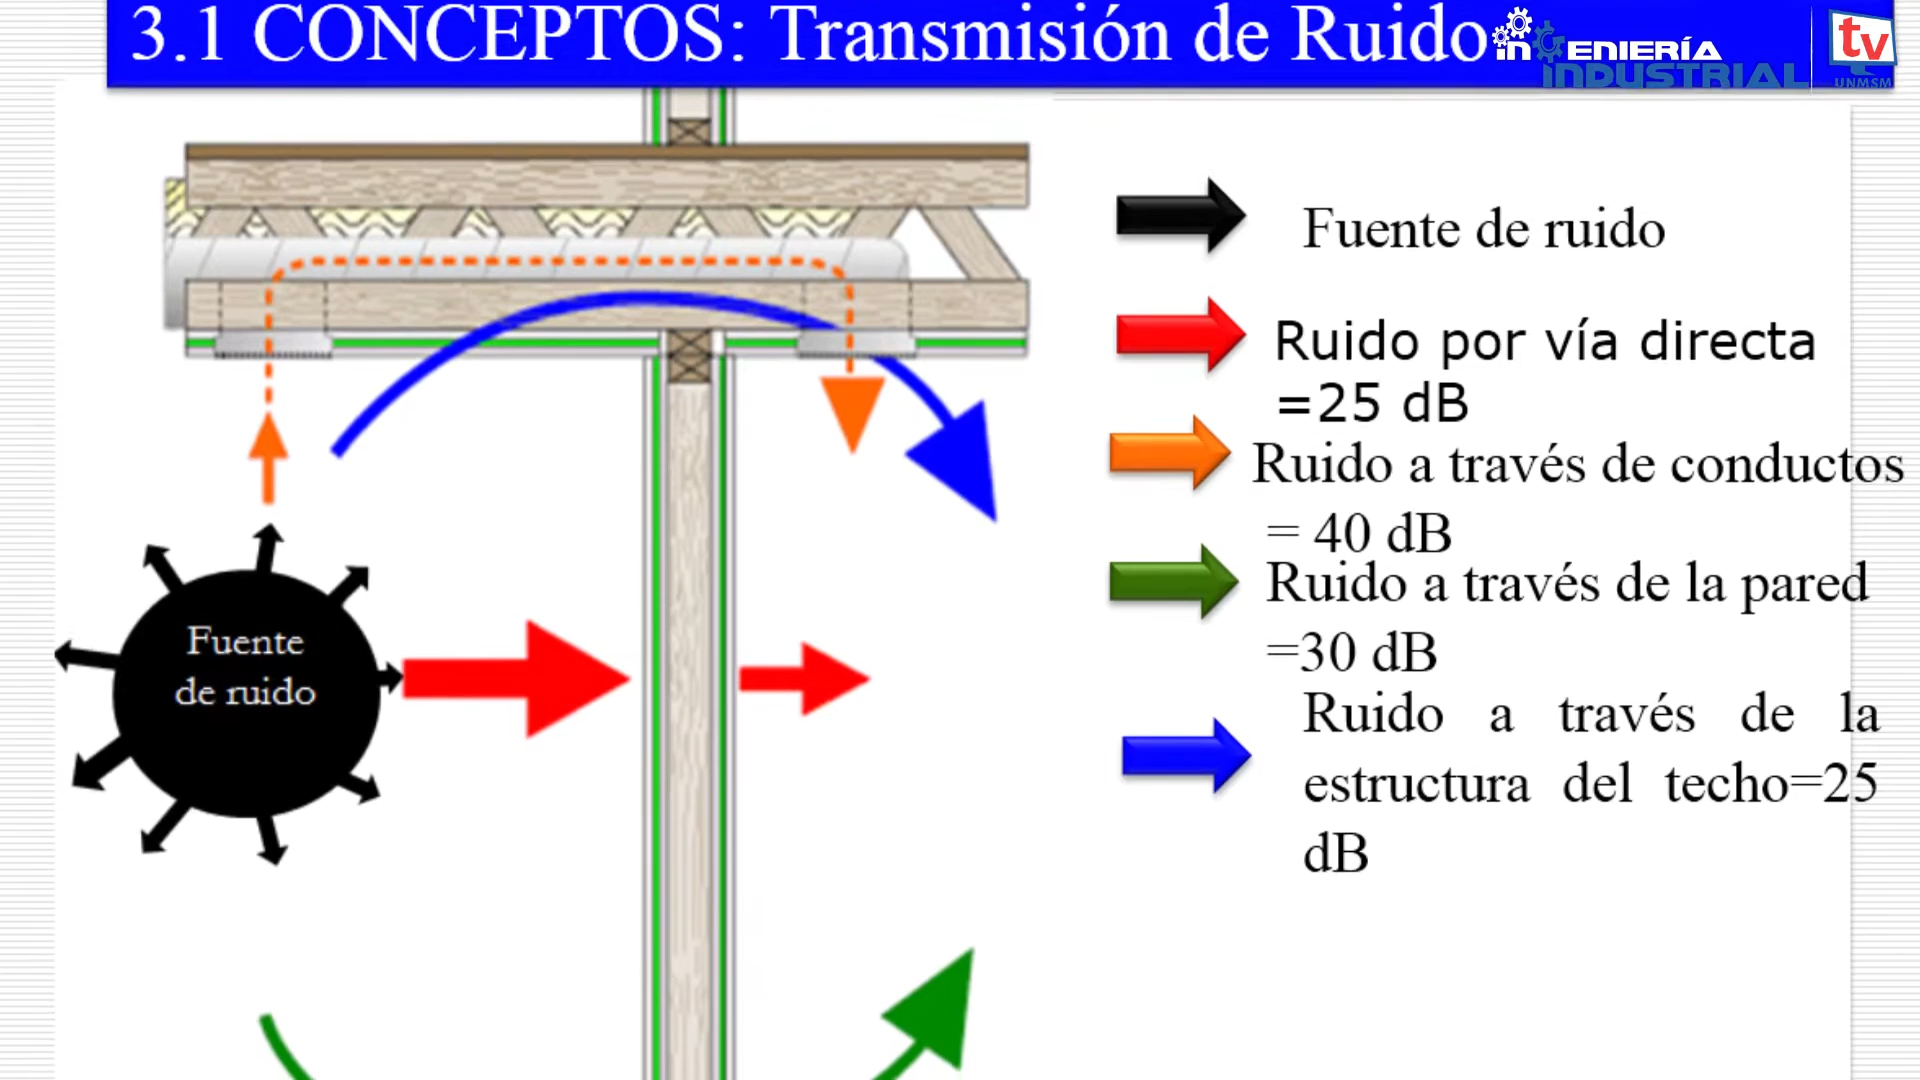 3.1 CONCEPTOS: Transmisión de Ruido
inGENIERÍA
iNDUSTRIAL
tv
UNMSM
Fuente de ruido
Ruido por vía directa
=25 dB
Ruido a través de conductos
= 40 dB
Ruido a través de la pared
=30 dB
Ruido a través de la
estructura del techo=25
dB
Fuente
de ruido